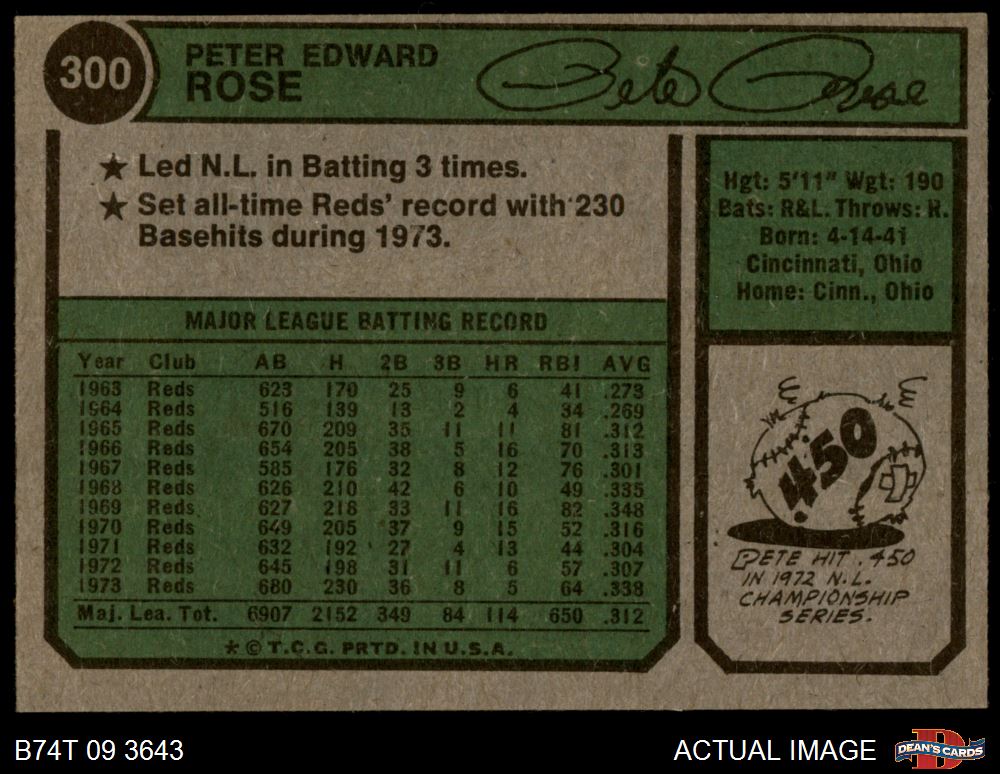 300
PETER EDWARD
ROSE
Pete Rose
★ Led N.L. in Batting 3 times.
★ Set all-time Reds' record with 230
Basehits during 1973.
Hgt: 5'11" Wgt: 190
Bats: R&L. Throws: R.
Born: 4-14-41
Cincinnati, Ohio
Home: Cinn., Ohio
MAJOR LEAGUE BATTING RECORD
Year Club AB H 2B 3B HR RBI AVG
1963 Reds 623 170 25 9 6 41 .273
1964 Reds 516 139 13 2 4 34 .269
1965 Reds 670 209 35 11 11 81 .312
1966 Reds 654 205 38 5 16 70 .313
1967 Reds 585 176 32 8 12 76 .301
1968 Reds 626 210 42 6 10 49 .335
1969 Reds 627 218 33 11 16 82 .348
1970 Reds 649 205 37 9 15 52 .316
1971 Reds 632 192 27 4 13 44 .304
1972 Reds 645 198 31 11 6 57 .307
1973 Reds 680 230 36 8 5 64 .338
Maj. Lea. Tot. 6907 2152 349 84 114 650 .312
* © T.C.G. PRTD. IN U.S.A.
.450
PETE HIT .450
IN 1972 N.L.
CHAMPIONSHIP
SERIES.
B74T 09 3643
ACTUAL IMAGE
D
DEAN'S CARDS